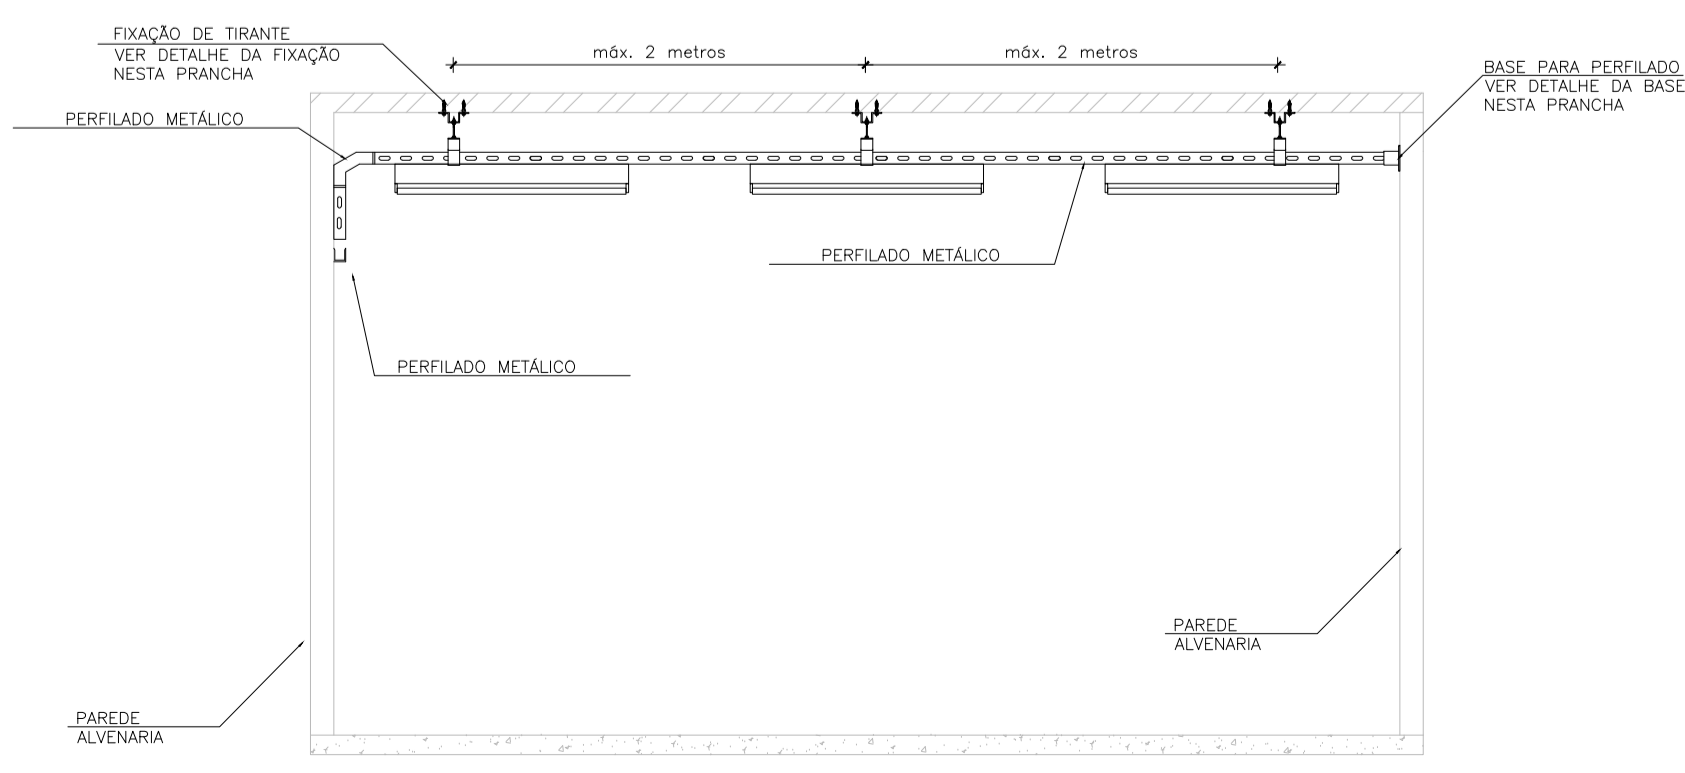 FIXAÇÃO DE TIRANTE
VER DETALHE DA FIXAÇÃO
NESTA PRANCHA
máx. 2 metros
máx. 2 metros
BASE PARA PERFILADO
VER DETALHE DA BASE
NESTA PRANCHA
PERFILADO METÁLICO
PERFILADO METÁLICO
PERFILADO METÁLICO
PAREDE
ALVENARIA
PAREDE
ALVENARIA